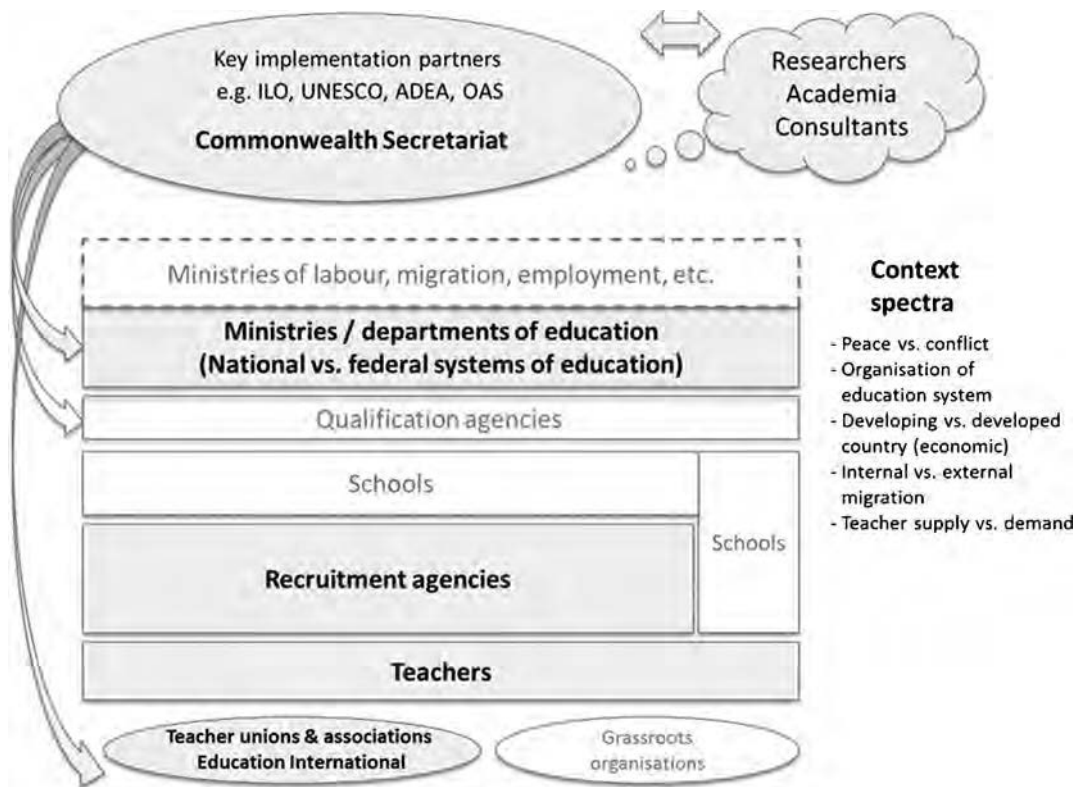 Key implementation partners
e.g. ILO, UNESCO, ADEA, OAS
Commonwealth Secretariat
Researchers
Academia
Consultants
Ministries of labour, migration, employment, etc.
Ministries / departments of education
(National vs. federal systems of education)
Qualification agencies
Schools
Recruitment agencies
Schools
Teachers
Teacher unions & associations
Education International
Grassroots
organisations
Context
spectra
- Peace vs. conflict
- Organisation of
education system
- Developing vs. developed
country (economic)
- Internal vs. external
migration
- Teacher supply vs. demand